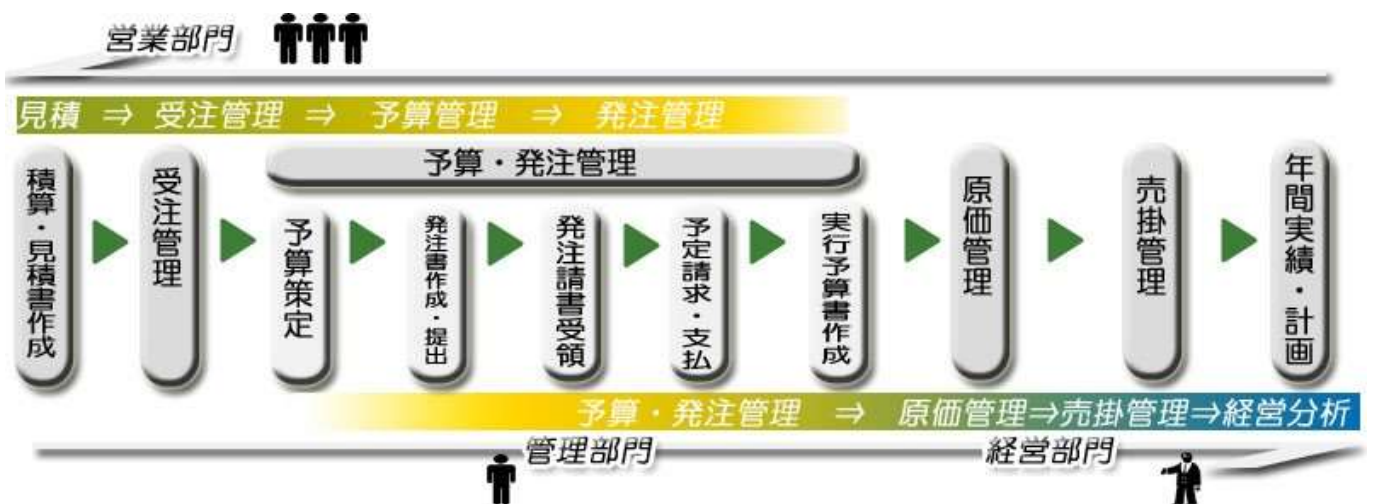 営業部門
見積 ⇒ 受注管理 ⇒ 予算管理 ⇒ 発注管理
積算・見積書作成
受注管理
予算・発注管理
予算策定
発注書作成・提出
発注請書受領
予定請求・支払
実行予算書作成
原価管理
売掛管理
年間実績・計画
予算・発注管理 ⇒ 原価管理⇒売掛管理⇒経営分析
管理部門
経営部門